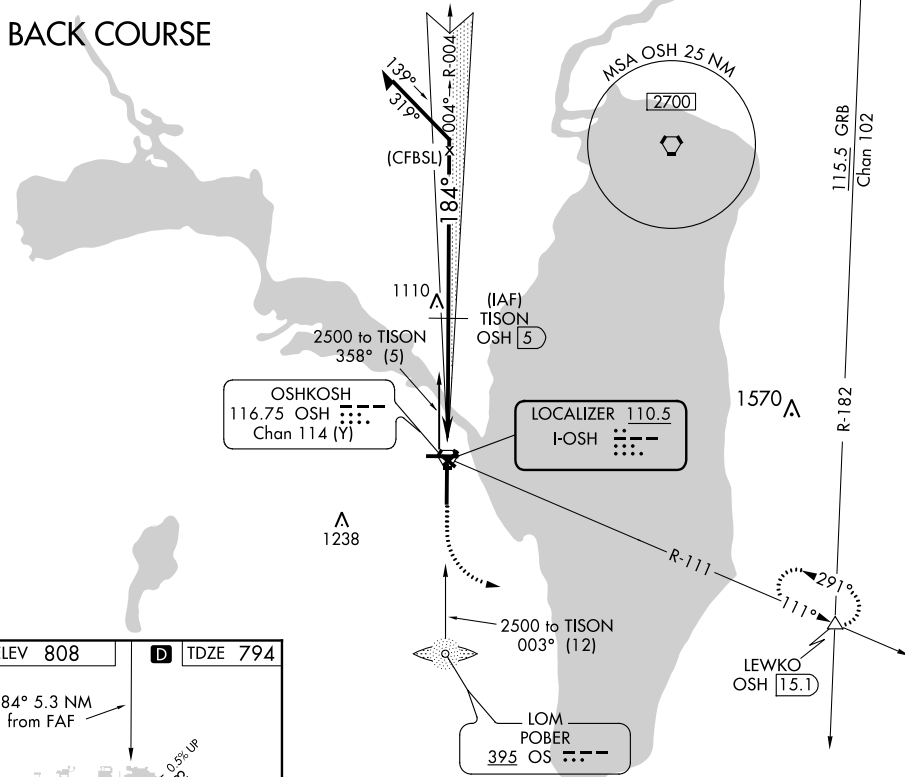 BACK COURSE
MSA OSH 25 NM
2700
115.5 GRB
Chan 102
139°
319°
004°
R-004
(CFBSL)
184°
1110
(IAF)
TISON
OSH 5
2500 to TISON
358° (5)
OSHKOSH
116.75 OSH
Chan 114 (Y)
LOCALIZER 110.5
I-OSH
1570
R-182
1238
R-111
291°
111°
2500 to TISON
003° (12)
LEWKO
OSH 15.1
LOM
POBER
395 OS
LEV 808
D
TDZE 794
84° 5.3 NM
from FAF
0.5% UP